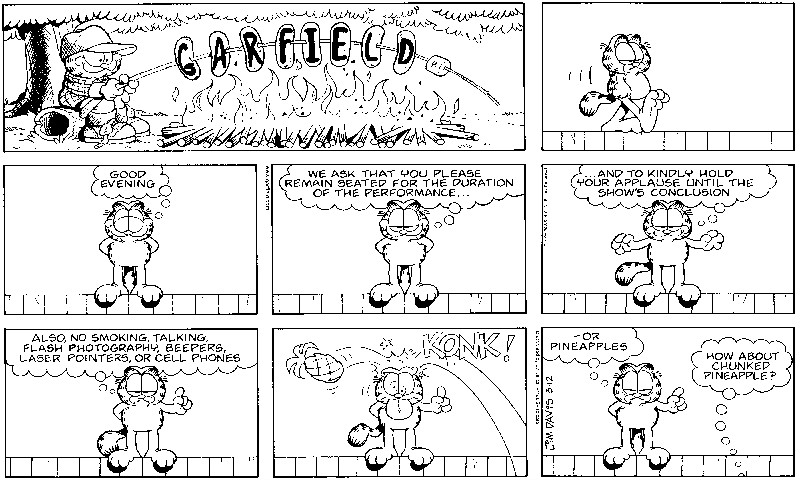 GARFIELD
GOOD
EVENING
WE ASK THAT YOU PLEASE
REMAIN SEATED FOR THE DURATION
OF THE PERFORMANCE...
...AND TO KINDLY HOLD
YOUR APPLAUSE UNTIL THE
SHOW'S CONCLUSION
ALSO, NO SMOKING, TALKING,
FLASH PHOTOGRAPHY, BEEPERS,
LASER POINTERS, OR CELL PHONES
KONK!
-OR
PINEAPPLES
HOW ABOUT
CHUNKED
PINEAPPLE?
JIM DAVIS 3-12